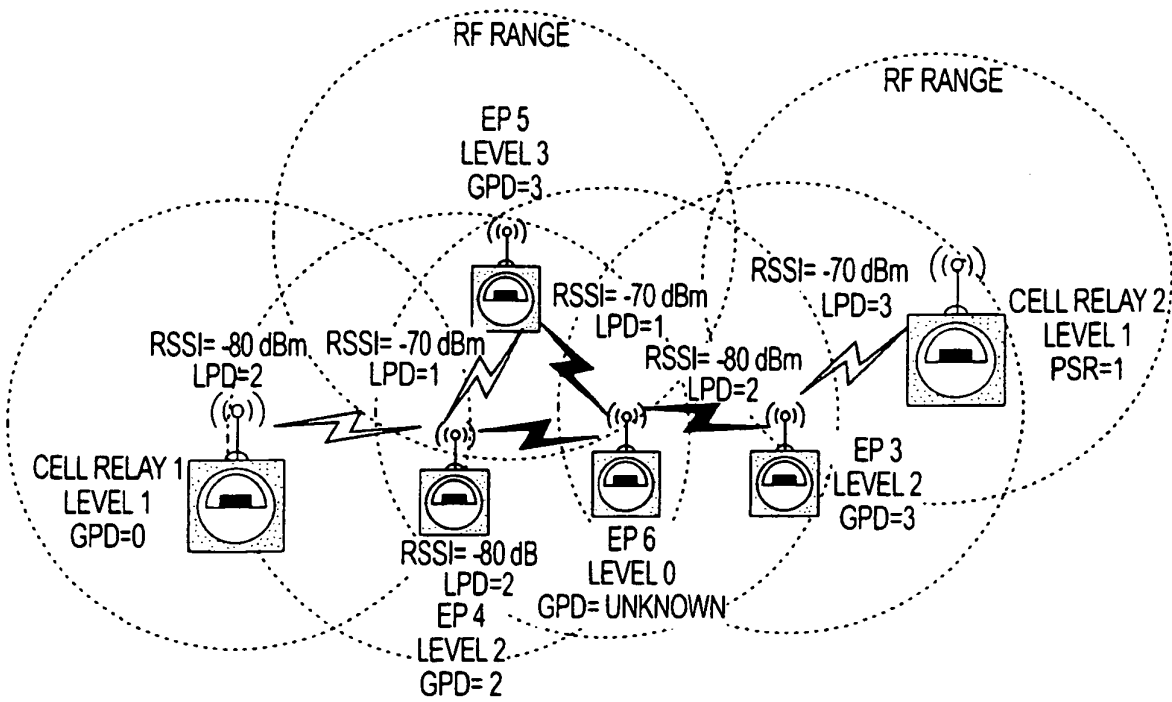 RF RANGE
RF RANGE
EP 5
LEVEL 3
GPD=3
RSSI= -70 dBm
LPD=1
RSSI= -70 dBm
LPD=3
CELL RELAY 2
LEVEL 1
PSR=1
RSSI= -80 dBm
LPD=2
RSSI= -70 dBm
LPD=1
RSSI= -80 dBm
LPD=2
CELL RELAY 1
LEVEL 1
GPD=0
RSSI= -80 dB
LPD=2
EP 4
LEVEL 2
GPD= 2
EP 6
LEVEL 0
GPD= UNKNOWN
EP 3
LEVEL 2
GPD=3